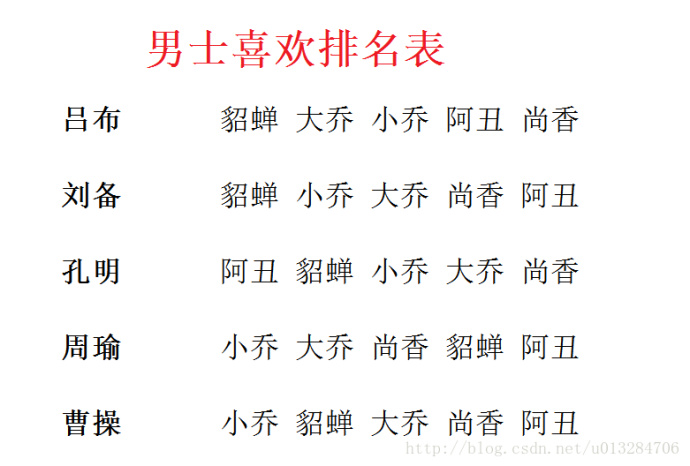 男士喜欢排名表
吕布 貂蝉 大乔 小乔 阿丑 尚香
刘备 貂蝉 小乔 大乔 尚香 阿丑
孔明 阿丑 貂蝉 小乔 大乔 尚香
周瑜 小乔 大乔 尚香 貂蝉 阿丑
曹操 小乔 貂蝉 大乔 尚香 阿丑
http://blog.csdn.net/u013284706